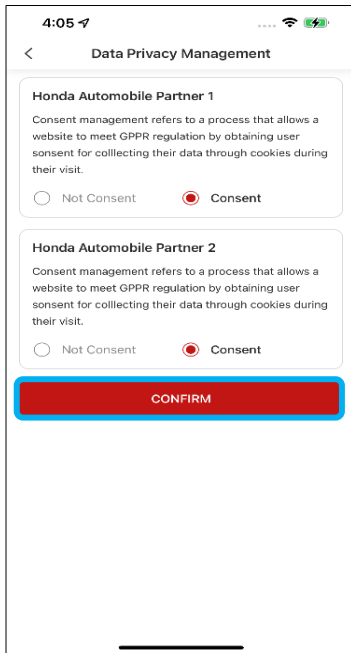 4:05
Data Privacy Management
Honda Automobile Partner 1
Consent management refers to a process that allows a
website to meet GPPR regulation by obtaining user
sonsent for colllecting their data through cookies during
their visit.
Not Consent Consent
Honda Automobile Partner 2
Consent management refers to a process that allows a
website to meet GPPR regulation by obtaining user
sonsent for colllecting their data through cookies during
their visit.
Not Consent Consent
CONFIRM